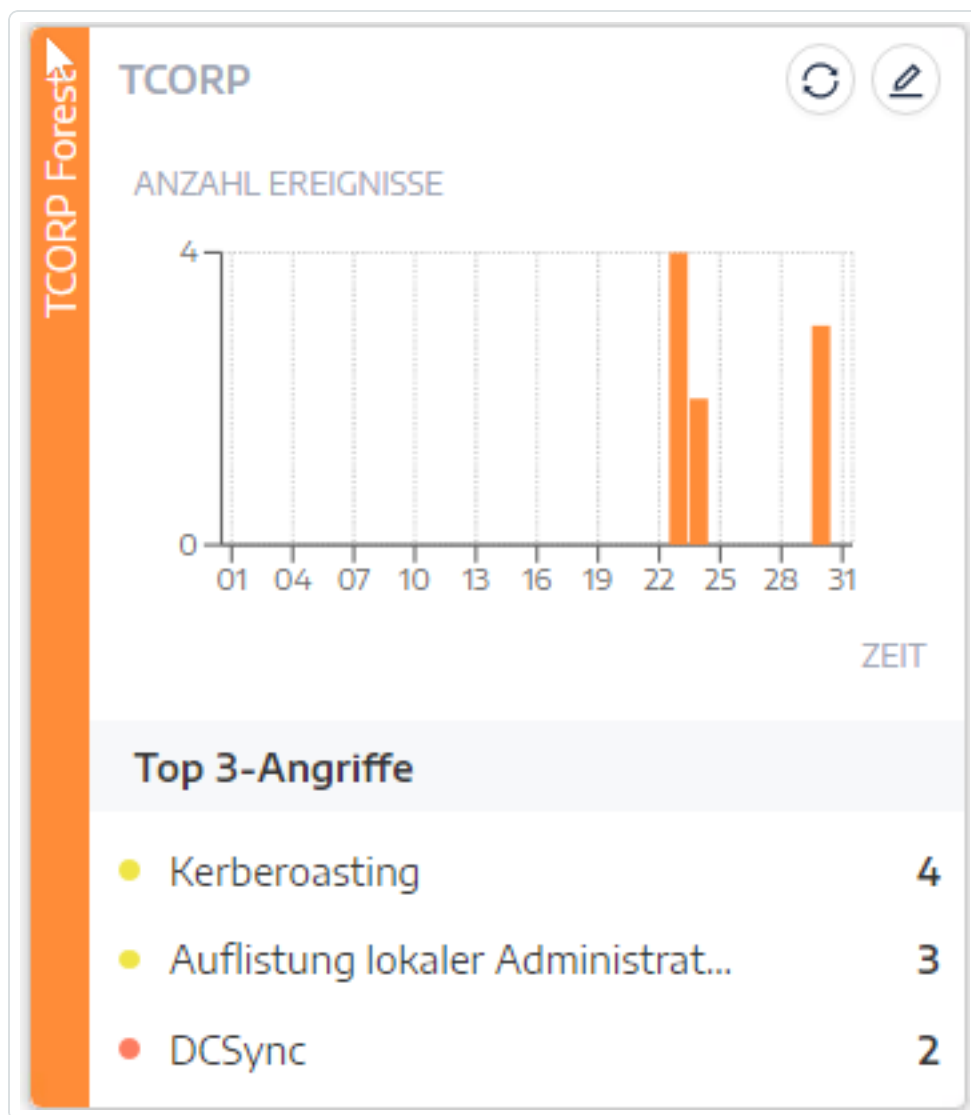 TCORP Forest
TCORP
ANZAHL EREIGNISSE
4
0
01 04 07 10 13 16 19 22 25 28 31
ZEIT
Top 3-Angriffe
Kerberoasting 4
Auflistung lokaler Administrat... 3
DCSync 2